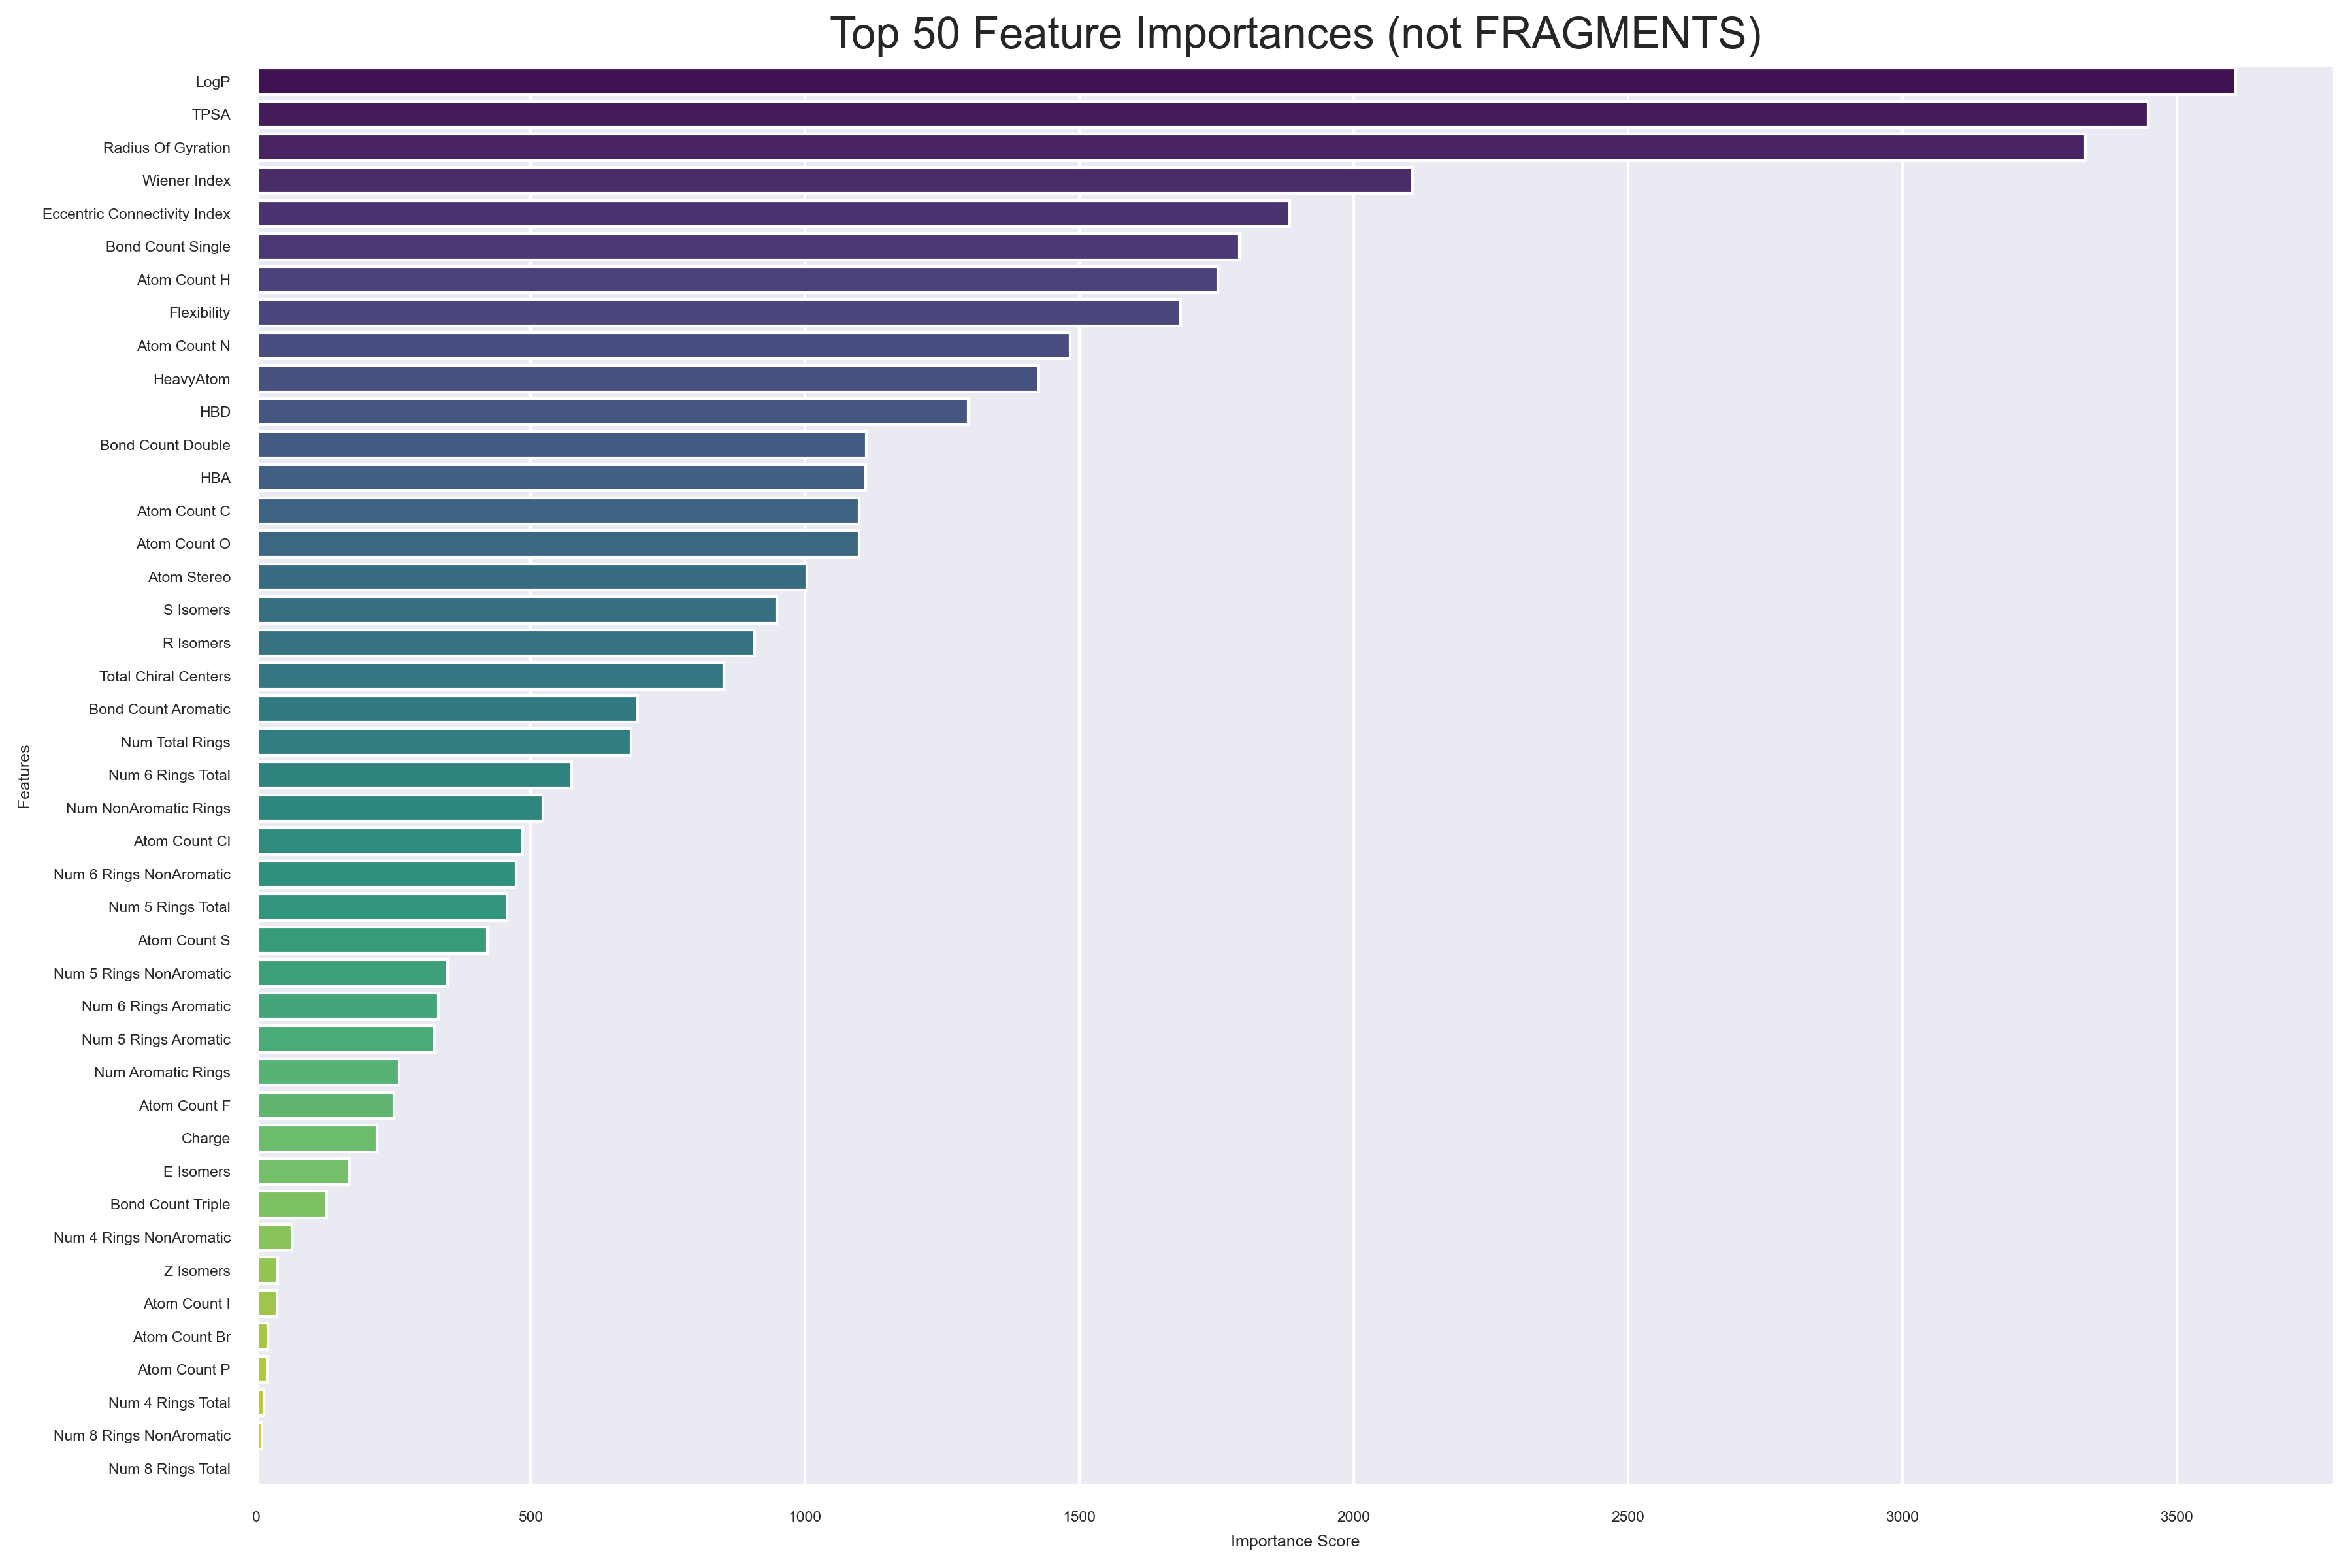 Top 50 Feature Importances (not FRAGMENTS)
LogP
TPSA
Radius Of Gyration
Wiener Index
Eccentric Connectivity Index
Bond Count Single
Atom Count H
Flexibility
Atom Count N
HeavyAtom
HBD
Bond Count Double
HBA
Atom Count C
Atom Count O
Atom Stereo
S Isomers
R Isomers
Total Chiral Centers
Bond Count Aromatic
Num Total Rings
Num 6 Rings Total
Num NonAromatic Rings
Atom Count Cl
Num 6 Rings NonAromatic
Num 5 Rings Total
Atom Count S
Num 5 Rings NonAromatic
Num 6 Rings Aromatic
Num 5 Rings Aromatic
Num Aromatic Rings
Atom Count F
Charge
E Isomers
Bond Count Triple
Num 4 Rings NonAromatic
Z Isomers
Atom Count I
Atom Count Br
Atom Count P
Num 4 Rings Total
Num 8 Rings NonAromatic
Num 8 Rings Total
Features
0 500 1000 1500 2000 2500 3000 3500
Importance Score